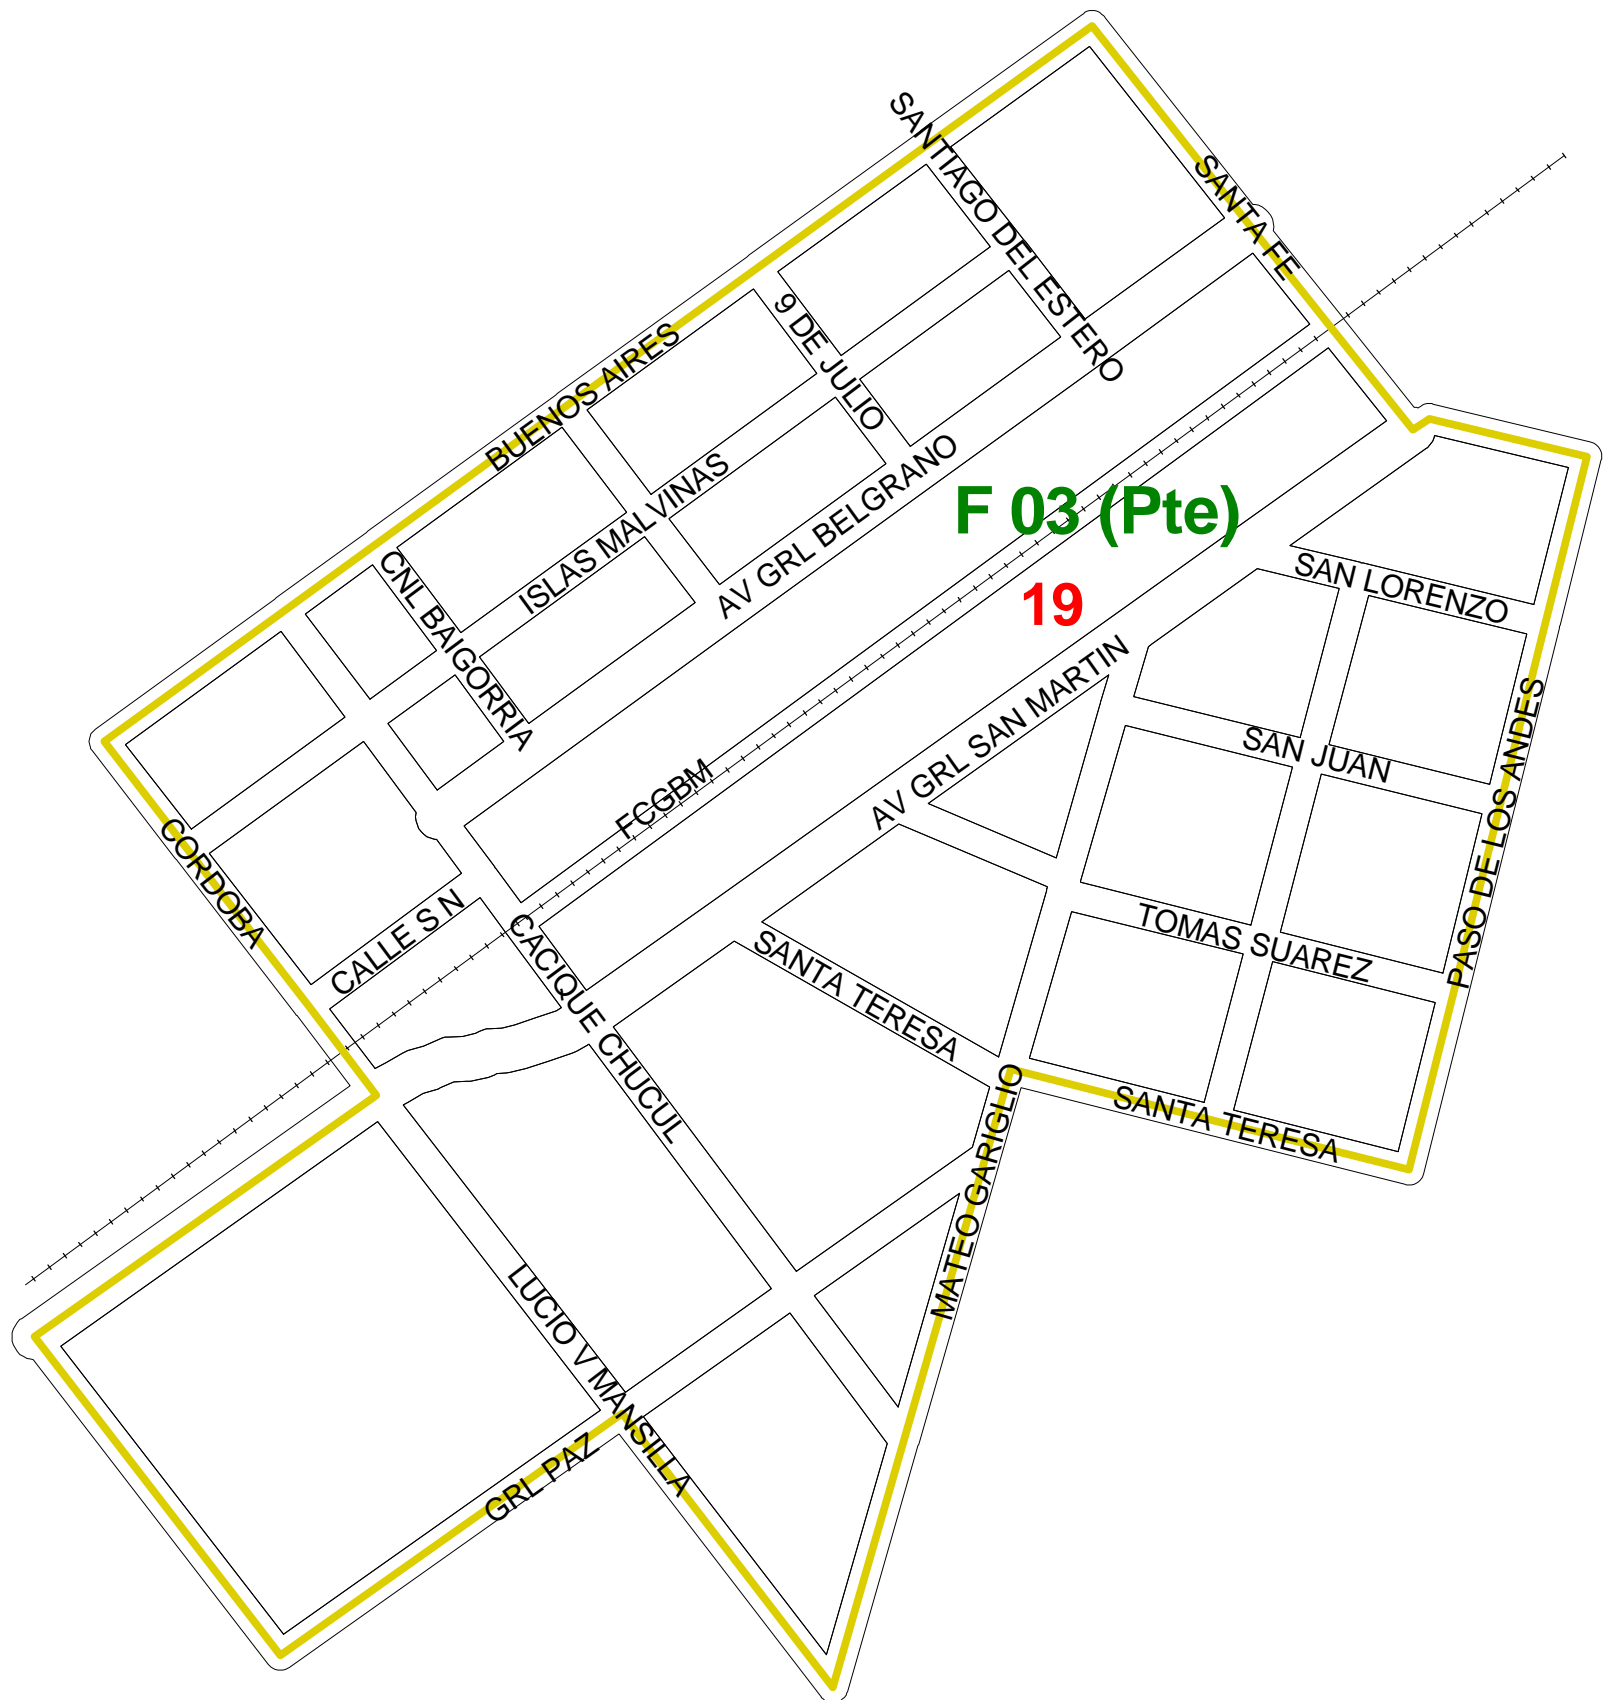 SANTIAGO DEL ESTERO
SANTA FE
9 DE JULIO
BUENOS AIRES
ISLAS MALVINAS
AV GRL BELGRANO
F 03 (Pte)
19
CNL BAIGORRIA
SAN LORENZO
AV GRL SAN MARTIN
SAN JUAN
PASO DE LOS ANDES
FCGBM
CORDOBA
CALLE S N
CACIQUE CHUCUL
SANTA TERESA
TOMAS SUAREZ
SANTA TERESA
MATEO GARIGLIO
LUCIO V MANSILLA
GRL PAZ